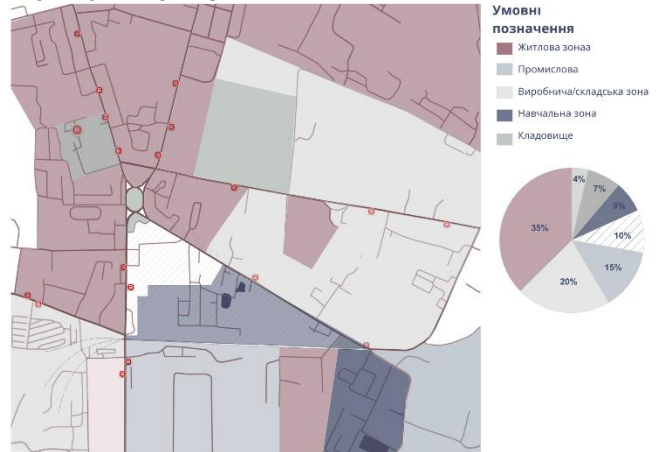 Умовні
позначення
Житлова зонаа
Промислова
Виробнича/складська зона
Навчальна зона
Кладовище
4%
7%
9%
10%
15%
20%
35%